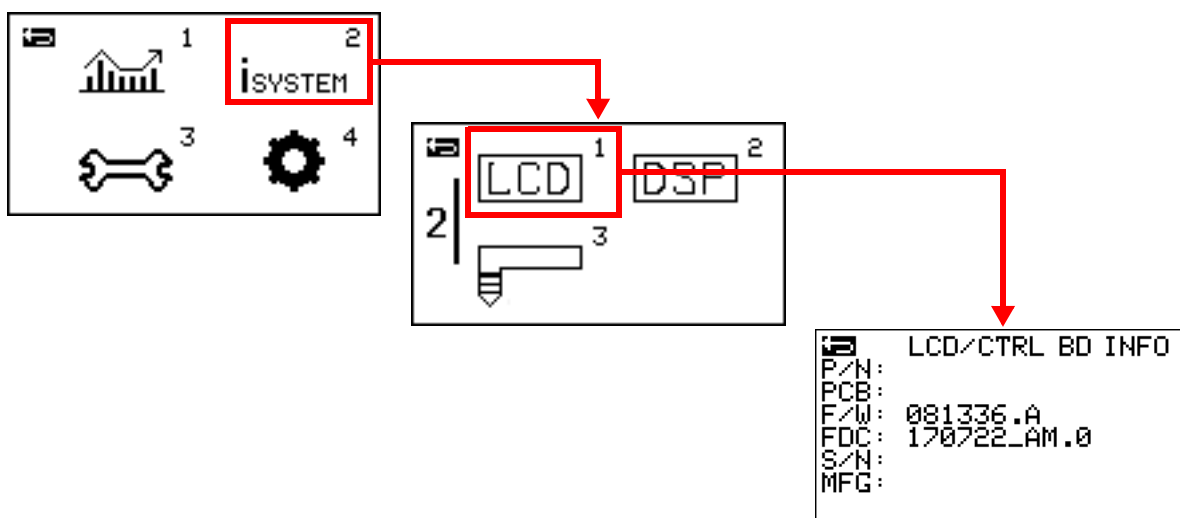 1
2
iSYSTEM
3
4
LCD
1
DSP
2
2
3
LCD/CTRL BD INFO
P/N:
PCB:
F/W: 081336.A
FDC: 170722_AM.0
S/N:
MFG: